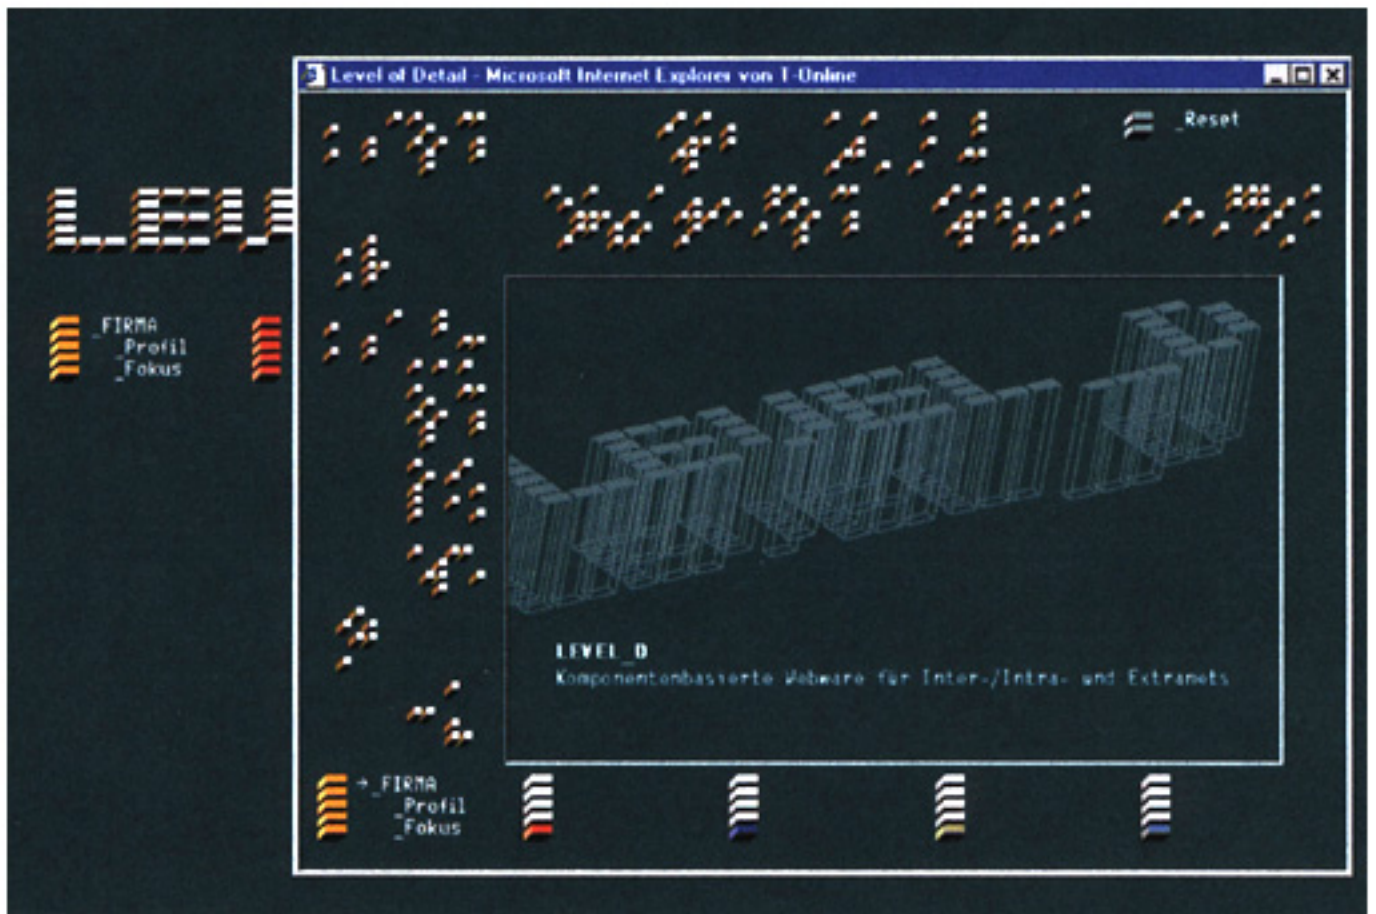 Level of Detail - Microsoft Internet Explorer von T-Online
_Reset
LEV
_FIRMA
_Profil
_Fokus
LEVEL_D
Komponentenbasierte Webware für Inter-/Intra- und Extranets
→_FIRMA
_Profil
_Fokus